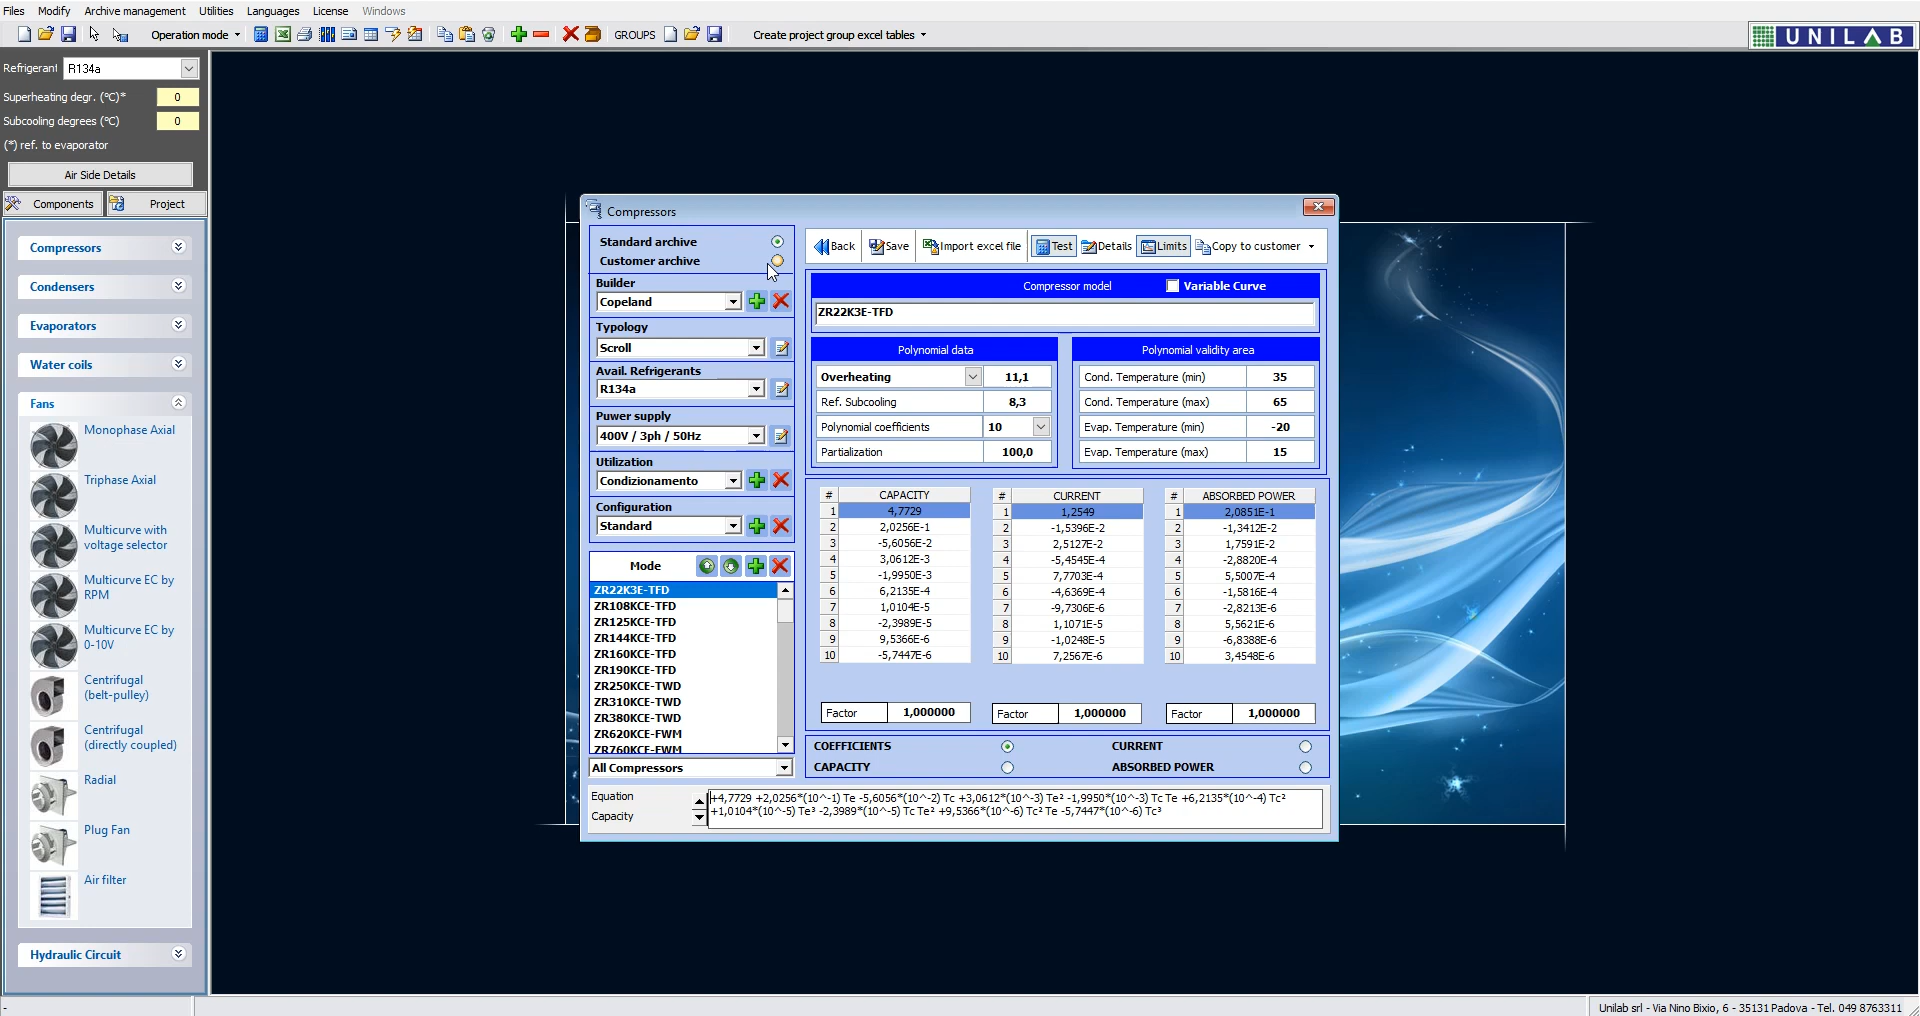 Files Modify Archive management Utilities Languages License Windows
Operation mode GROUPS Create project group excel tables
UNILAB
Refrigerant R134a
Superheating degr. (°C)* 0
Subcooling degrees (°C) 0
(*) ref. to evaporator
Air Side Details
Components Project
Compressors
Condensers
Evaporators
Water coils
Fans
Monophase Axial
Triphase Axial
Multicurve with
voltage selector
Multicurve EC by
RPM
Multicurve EC by
0-10V
Centrifugal
(belt-pulley)
Centrifugal
(directly coupled)
Radial
Plug Fan
Air filter
Hydraulic Circuit
Compressors
Standard archive
Customer archive
Builder
Copeland
Typology
Scroll
Avail. Refrigerants
R134a
Power supply
400V / 3ph / 50Hz
Utilization
Condizionamento
Configuration
Standard
Mode
ZR22K3E-TFD
ZR108KCE-TFD
ZR125KCE-TFD
ZR144KCE-TFD
ZR160KCE-TFD
ZR190KCE-TFD
ZR250KCE-TWD
ZR310KCE-TWD
ZR380KCE-TWD
ZR620KCE-FWM
ZR760KCE-FWM
All Compressors
Back Save Import excel file Test Details Limits Copy to customer
Compressor model Variable Curve
ZR22K3E-TFD
Polynomial data
Overheating 11,1
Ref. Subcooling 8,3
Polynomial coefficients 10
Partialization 100,0
Polynomial validity area
Cond. Temperature (min) 35
Cond. Temperature (max) 65
Evap. Temperature (min) -20
Evap. Temperature (max) 15
# CAPACITY # CURRENT # ABSORBED POWER
1 4,7729 1 1,2549 1 2,0851E-1
2 2,0256E-1 2 -1,5396E-2 2 -1,3412E-2
3 -5,6056E-2 3 2,5127E-2 3 1,7591E-2
4 3,0612E-3 4 -5,4545E-4 4 -2,8820E-4
5 -1,9950E-3 5 7,7703E-4 5 5,5007E-4
6 6,2135E-4 6 -4,6369E-4 6 -1,5816E-4
7 1,0104E-5 7 -9,7306E-6 7 -2,8213E-6
8 -2,3989E-5 8 1,1071E-5 8 5,5621E-6
9 9,5366E-6 9 -1,0248E-5 9 -6,8388E-6
10 -5,7447E-6 10 7,2567E-6 10 3,4548E-6
Factor 1,000000 Factor 1,000000 Factor 1,000000
COEFFICIENTS CURRENT
CAPACITY ABSORBED POWER
Equation
Capacity
+4,7729 +2,0256*(10^-1) Te -5,6056*(10^-2) Tc +3,0612*(10^-3) Te² -1,9950*(10^-3) Tc Te +6,2135*(10^-4) Tc²
+1,0104*(10^-5) Te³ -2,3989*(10^-5) Tc Te² +9,5366*(10^-6) Tc² Te -5,7447*(10^-6) Tc³
-
Unilab srl - Via Nino Bixio, 6 - 35131 Padova - Tel. 049 8763311